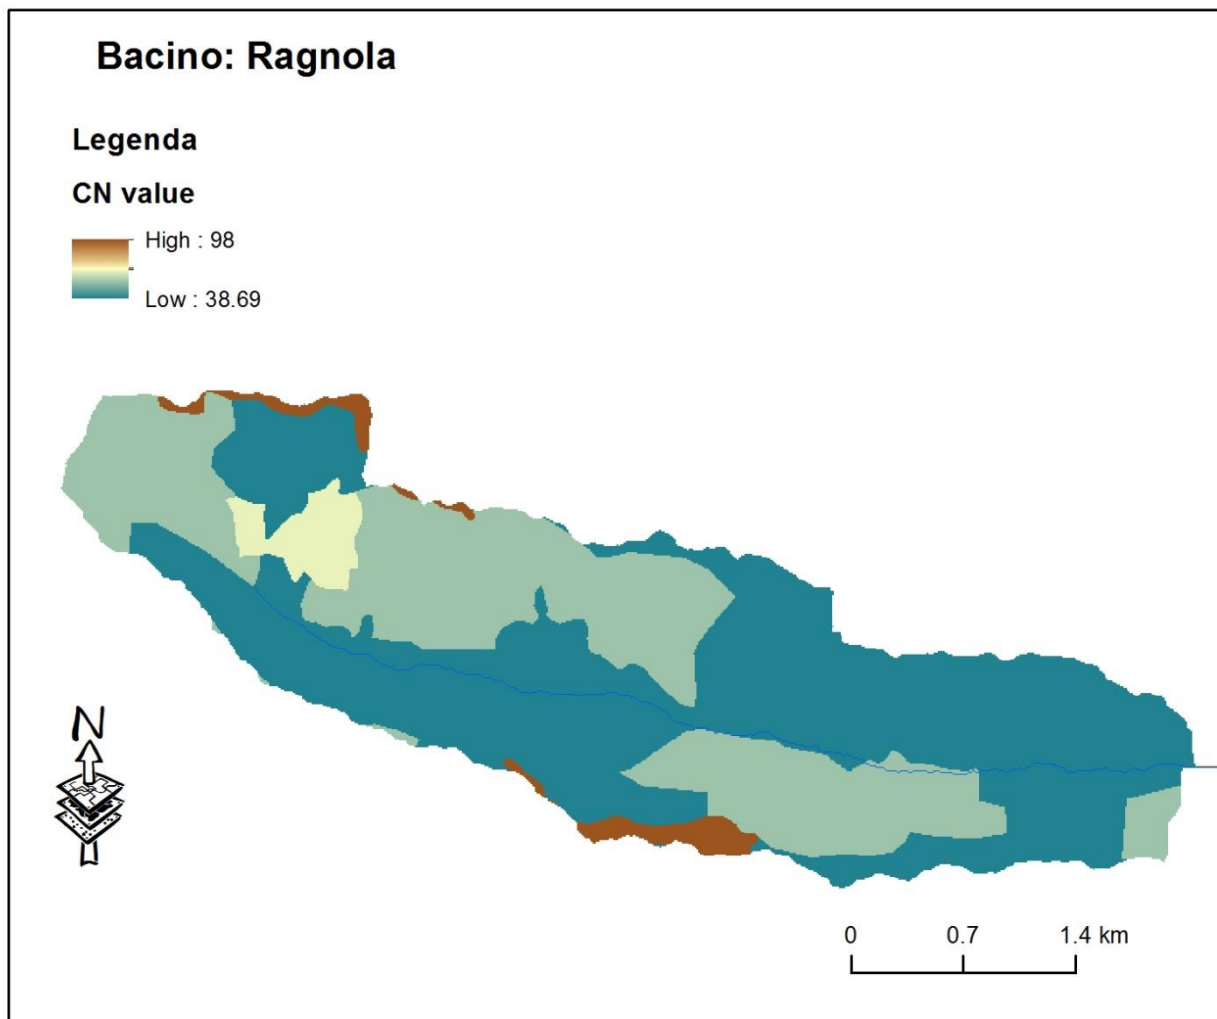 Bacino: Ragnola
Legenda
CN value
High : 98
Low : 38.69
N
0 0.7 1.4 km